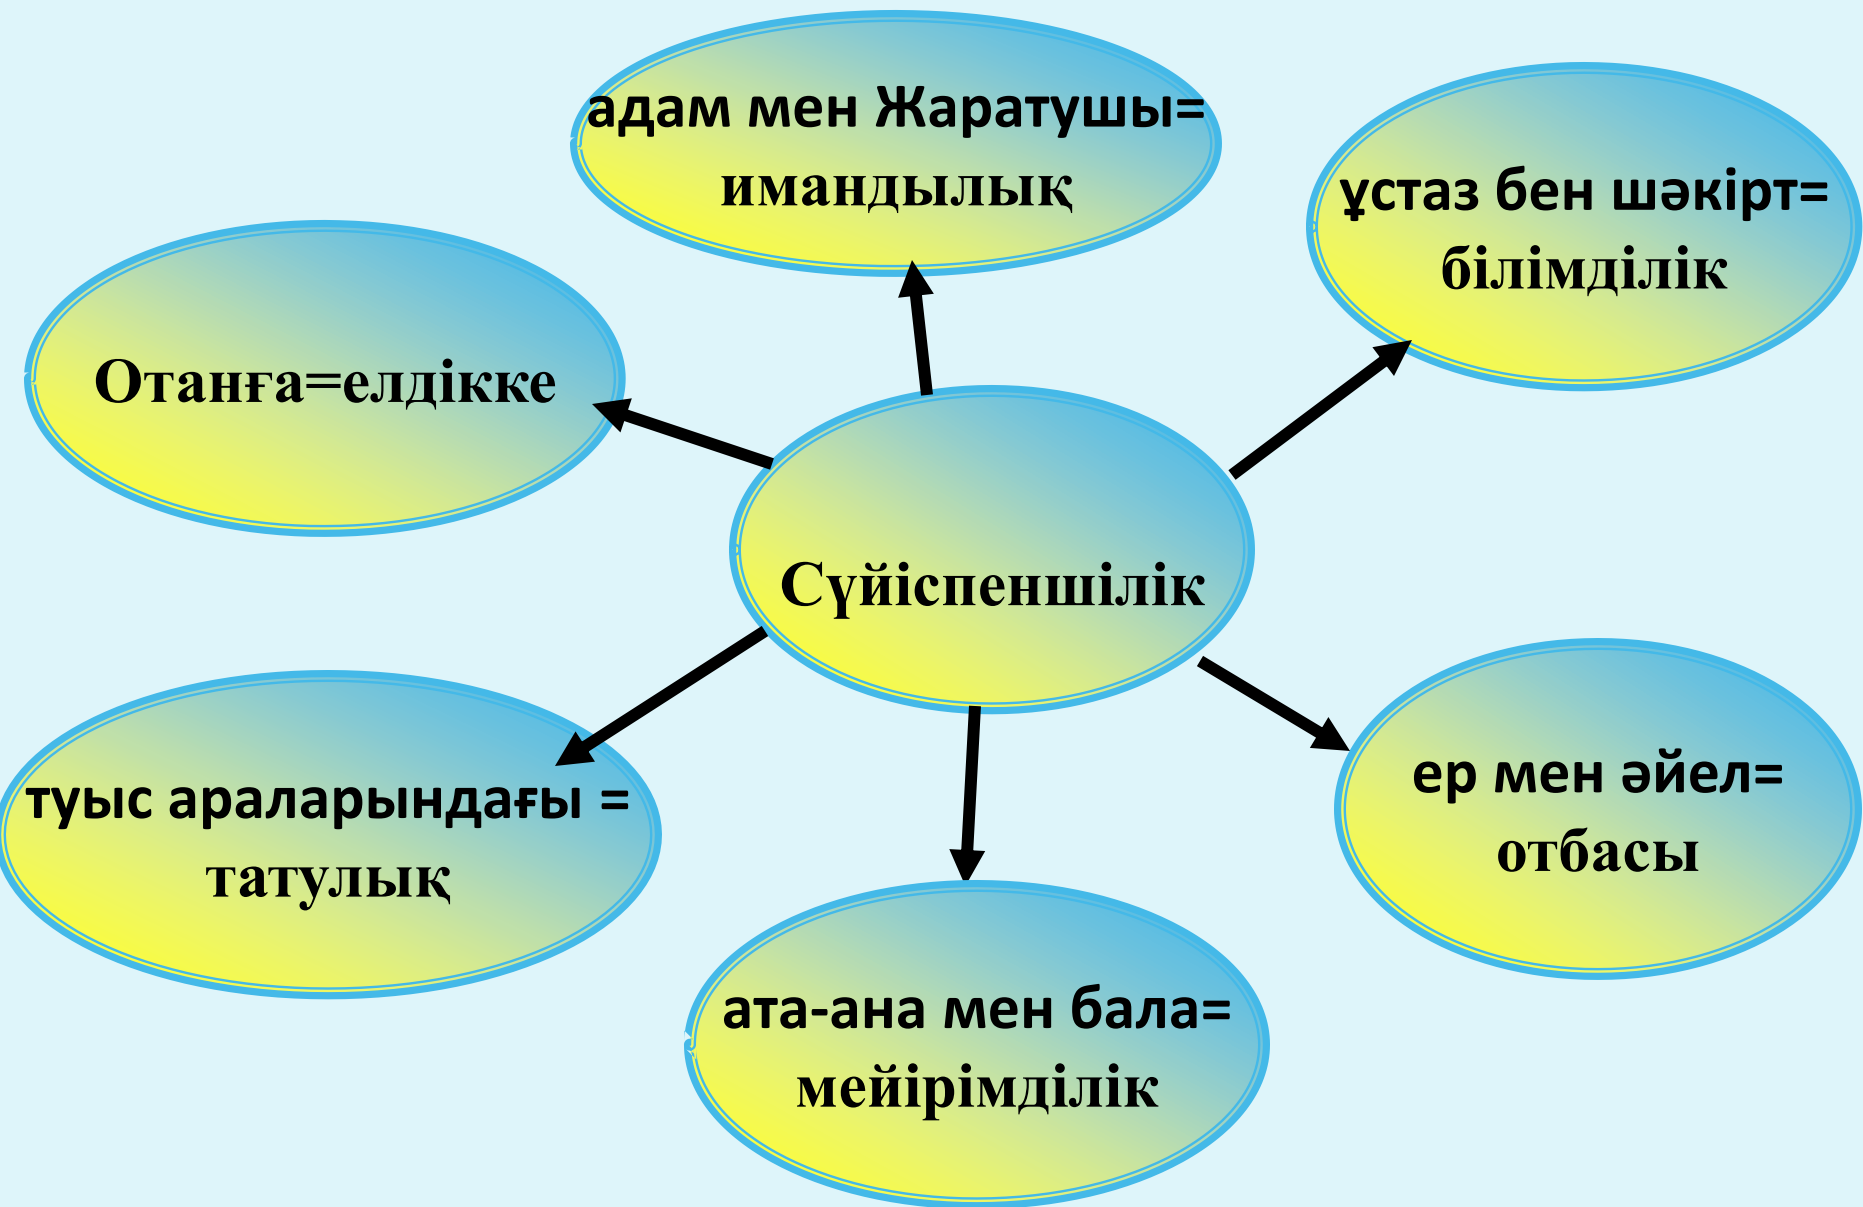 адам мен Жаратушы=
имандылық
ұстаз бен шәкірт=
білімділік
Отанға=елдікке
Сүйіспеншілік
туыс араларындағы =
татулық
ер мен әйел=
отбасы
ата-ана мен бала=
мейірімділік